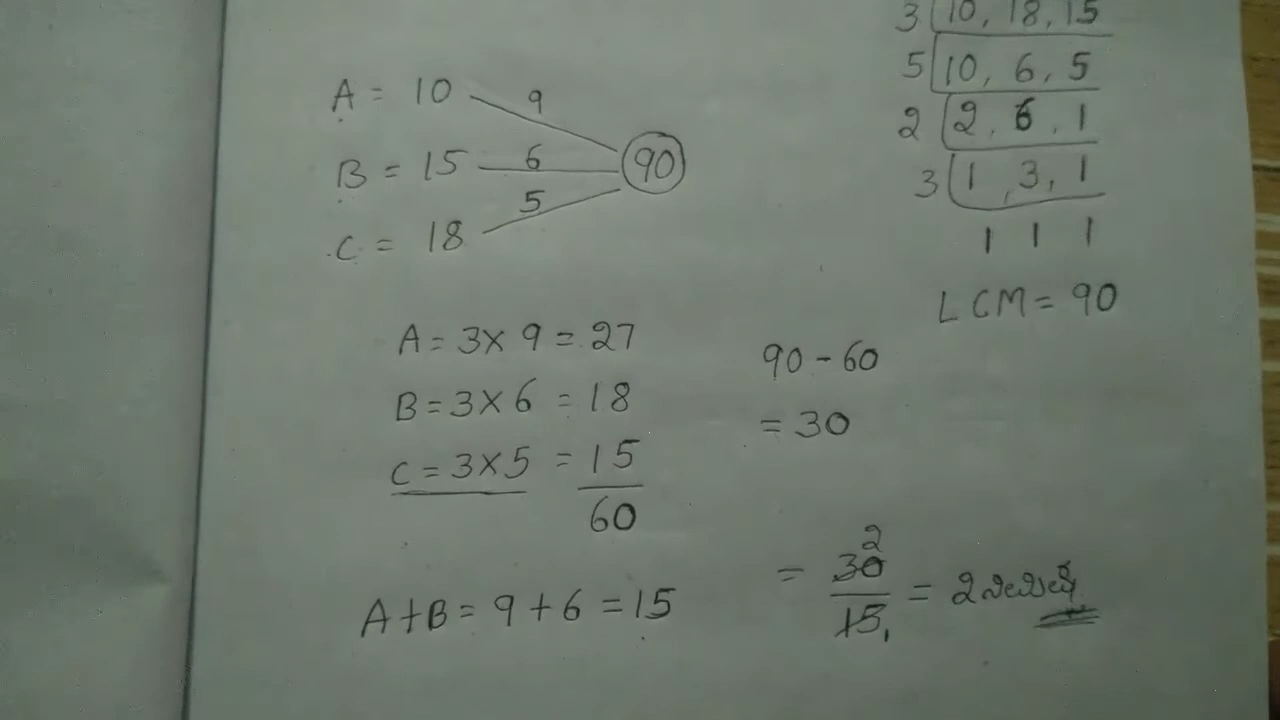 A = 10 9
B = 15 6 90
C = 18 5
A = 3 × 9 = 27
B = 3 × 6 = 18
C = 3 × 5 = 15
60
A + B = 9 + 6 = 15
3 10, 18, 15
5 10, 6, 5
2 2, 6, 1
3 1, 3, 1
1 1 1
LCM = 90
90 - 60
= 30
= 30/15 = 2
2
1